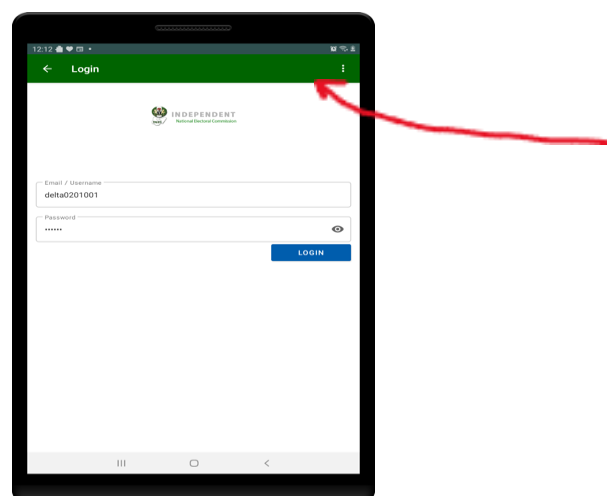 12:12
Login
INDEPENDENT
National Electoral Commission
Email / Username
delta0201001
Password
••••••
LOGIN